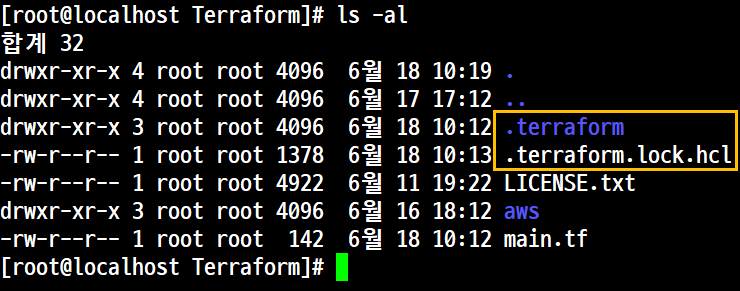 [root@localhost Terraform]# ls -al
합계 32
drwxr-xr-x 4 root root 4096  6월 18 10:19 .
drwxr-xr-x 4 root root 4096  6월 17 17:12 ..
drwxr-xr-x 3 root root 4096  6월 18 10:12 .terraform
-rw-r--r-- 1 root root 1378  6월 18 10:13 .terraform.lock.hcl
-rw-r--r-- 1 root root 4922  6월 11 19:22 LICENSE.txt
drwxr-xr-x 3 root root 4096  6월 16 18:12 aws
-rw-r--r-- 1 root root  142  6월 18 10:12 main.tf
[root@localhost Terraform]#